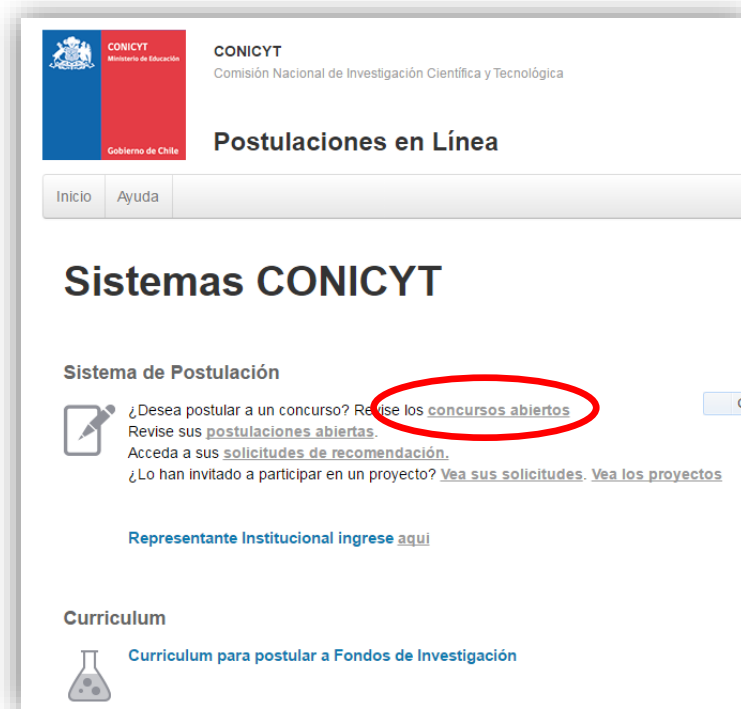 CONICYT
Ministerio de Educación
Gobierno de Chile
CONICYT
Comisión Nacional de Investigación Científica y Tecnológica
Postulaciones en Línea
Inicio
Ayuda
Sistemas CONICYT
Sistema de Postulación
¿Desea postular a un concurso? Revise los concursos abiertos
Revise sus postulaciones abiertas.
Acceda a sus solicitudes de recomendación.
¿Lo han invitado a participar en un proyecto? Vea sus solicitudes. Vea los proyectos
Representante Institucional ingrese aqui
Curriculum
Curriculum para postular a Fondos de Investigación